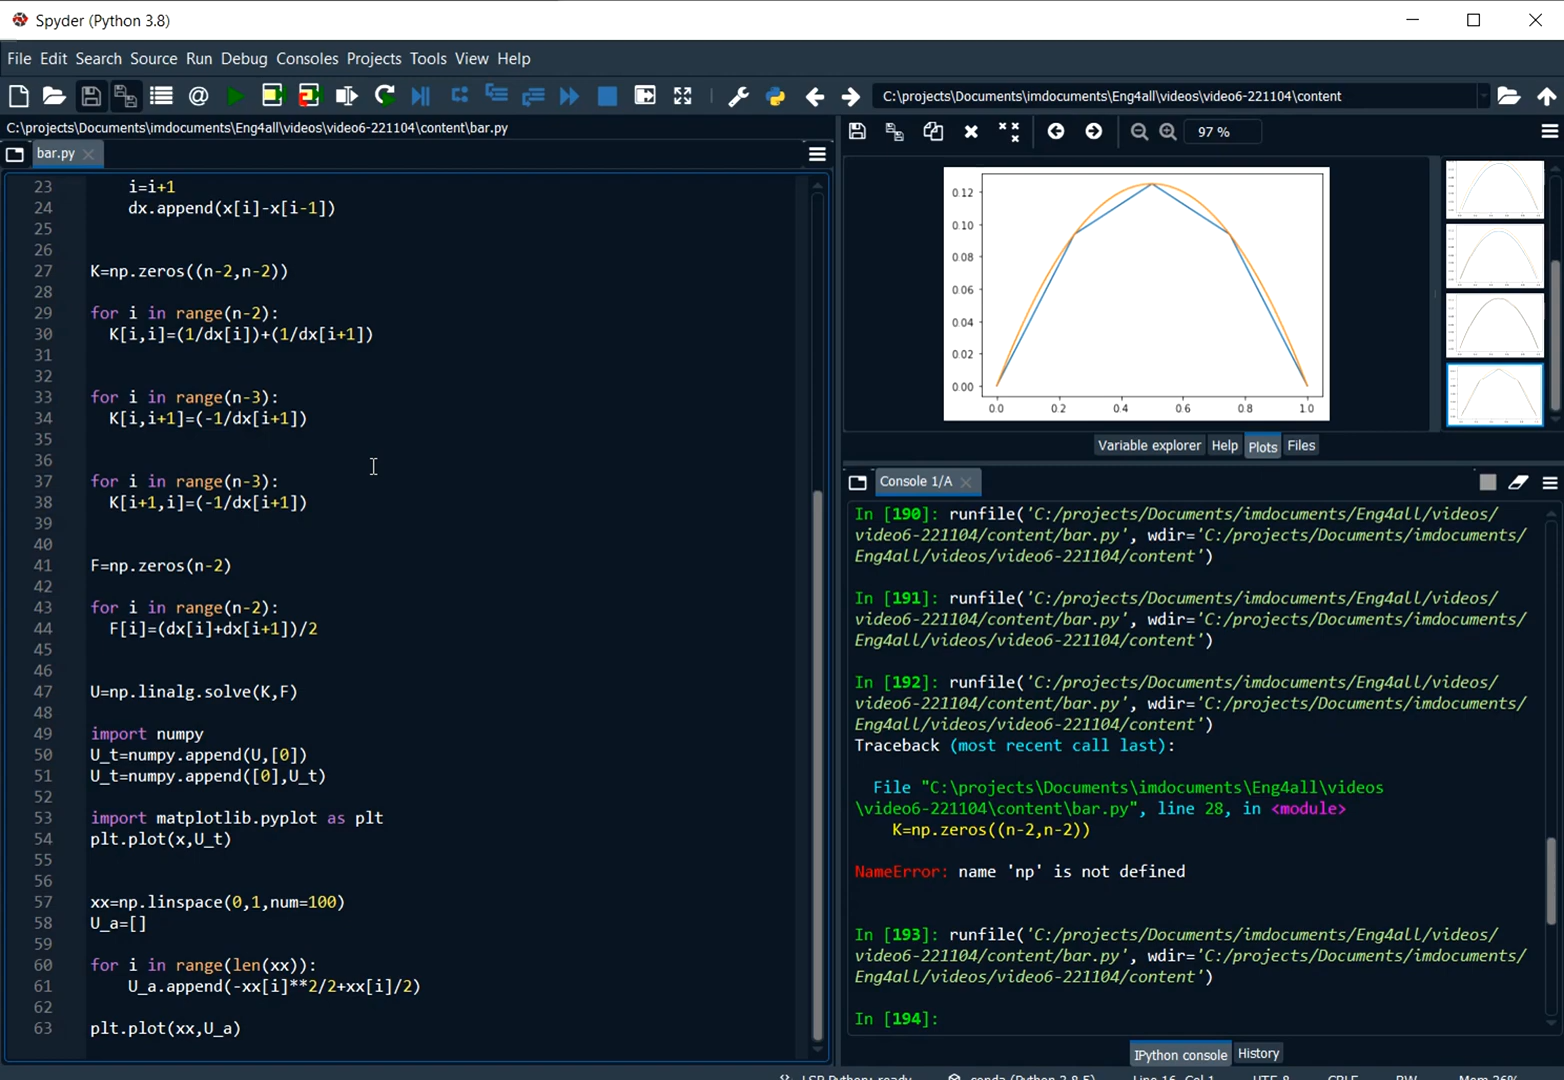 Spyder (Python 3.8)
File Edit Search Source Run Debug Consoles Projects Tools View Help
C:\projects\Documents\imdocuments\Eng4all\videos\video6-221104\content
C:\projects\Documents\imdocuments\Eng4all\videos\video6-221104\content\bar.py
bar.py
23 i=i+1
24 dx.append(x[i]-x[i-1])
25
26
27 K=np.zeros((n-2,n-2))
28
29 for i in range(n-2):
30 K[i,i]=(1/dx[i])+(1/dx[i+1])
31
32
33 for i in range(n-3):
34 K[i,i+1]=(-1/dx[i+1])
35
36
37 for i in range(n-3):
38 K[i+1,i]=(-1/dx[i+1])
39
40
41 F=np.zeros(n-2)
42
43 for i in range(n-2):
44 F[i]=(dx[i]+dx[i+1])/2
45
46
47 U=np.linalg.solve(K,F)
48
49 import numpy
50 U_t=numpy.append(U,[0])
51 U_t=numpy.append([0],U_t)
52
53 import matplotlib.pyplot as plt
54 plt.plot(x,U_t)
55
56
57 xx=np.linspace(0,1,num=100)
58 U_a=[]
59
60 for i in range(len(xx)):
61 U_a.append(-xx[i]**2/2+xx[i]/2)
62
63 plt.plot(xx,U_a)
97 %
0.12
0.10
0.08
0.06
0.04
0.02
0.00
0.0 0.2 0.4 0.6 0.8 1.0
Variable explorer Help Plots Files
Console 1/A
In [190]: runfile('C:/projects/Documents/imdocuments/Eng4all/videos/
video6-221104/content/bar.py', wdir='C:/projects/Documents/imdocuments/
Eng4all/videos/video6-221104/content')
In [191]: runfile('C:/projects/Documents/imdocuments/Eng4all/videos/
video6-221104/content/bar.py', wdir='C:/projects/Documents/imdocuments/
Eng4all/videos/video6-221104/content')
In [192]: runfile('C:/projects/Documents/imdocuments/Eng4all/videos/
video6-221104/content/bar.py', wdir='C:/projects/Documents/imdocuments/
Eng4all/videos/video6-221104/content')
Traceback (most recent call last):
File "C:\projects\Documents\imdocuments\Eng4all\videos
\video6-221104\content\bar.py", line 28, in <module>
K=np.zeros((n-2,n-2))
NameError: name 'np' is not defined
In [193]: runfile('C:/projects/Documents/imdocuments/Eng4all/videos/
video6-221104/content/bar.py', wdir='C:/projects/Documents/imdocuments/
Eng4all/videos/video6-221104/content')
In [194]:
IPython console History